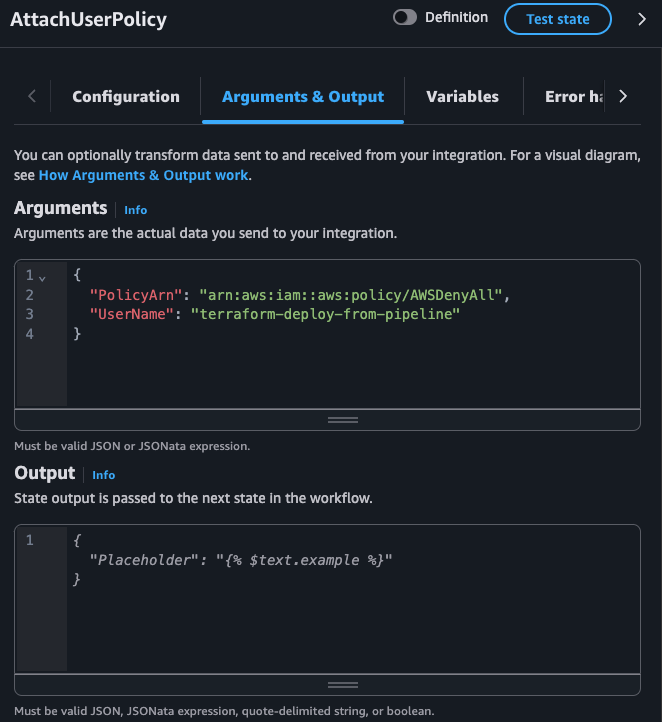 AttachUserPolicy
Definition
Test state
Configuration
Arguments & Output
Variables
Error ha
You can optionally transform data sent to and received from your integration. For a visual diagram,
see How Arguments & Output work.
Arguments
Info
Arguments are the actual data you send to your integration.
1 {
2 "PolicyArn": "arn:aws:iam::aws:policy/AWSDenyAll",
3 "UserName": "terraform-deploy-from-pipeline"
4 }
Must be valid JSON or JSONata expression.
Output
Info
State output is passed to the next state in the workflow.
1 {
"Placeholder": "{% $text.example %}"
}
Must be valid JSON, JSONata expression, quote-delimited string, or boolean.